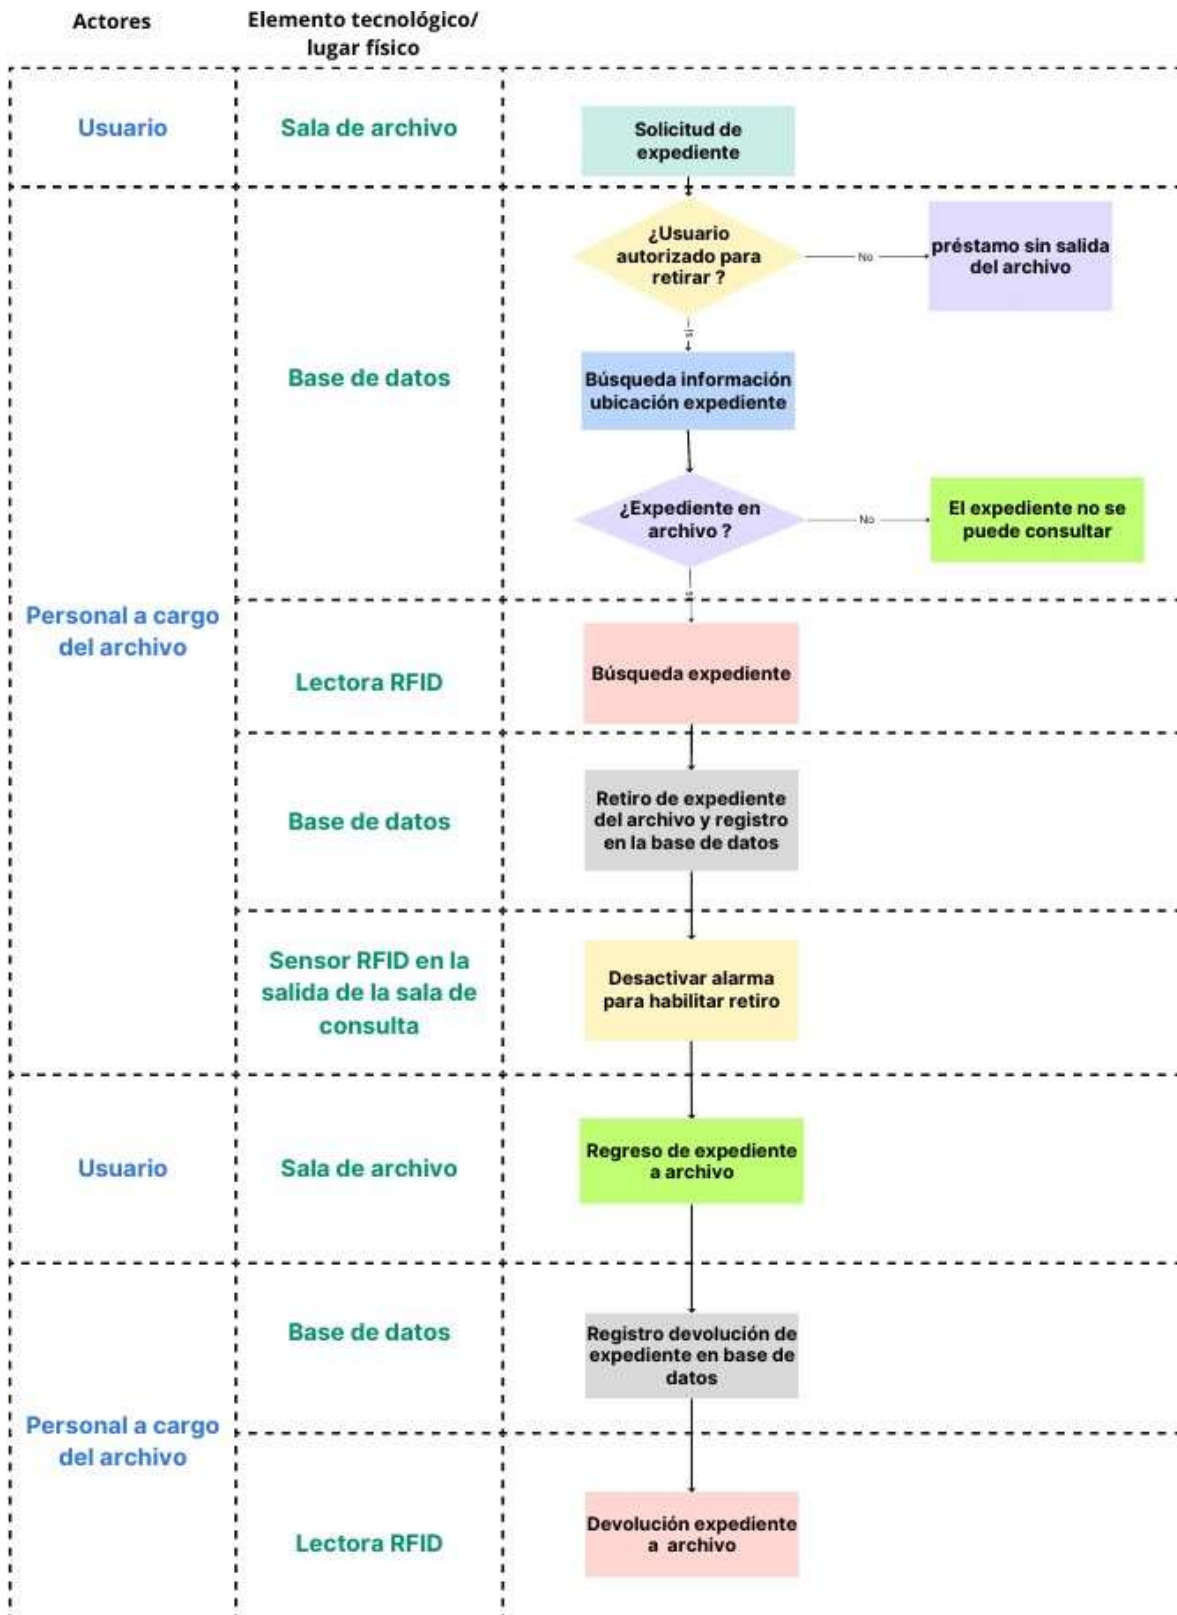 Actores
Elemento tecnológico/
lugar físico
Usuario
Sala de archivo
Solicitud de
expediente
¿Usuario
autorizado para
retirar ?
No
préstamo sin salida
del archivo
Sí
Base de datos
Búsqueda información
ubicación expediente
¿Expediente en
archivo ?
No
El expediente no se
puede consultar
Sí
Personal a cargo
del archivo
Lectora RFID
Búsqueda expediente
Base de datos
Retiro de expediente
del archivo y registro
en la base de datos
Sensor RFID en la
salida de la sala de
consulta
Desactivar alarma
para habilitar retiro
Usuario
Sala de archivo
Regreso de expediente
a archivo
Base de datos
Registro devolución de
expediente en base de
datos
Personal a cargo
del archivo
Lectora RFID
Devolución expediente
a archivo